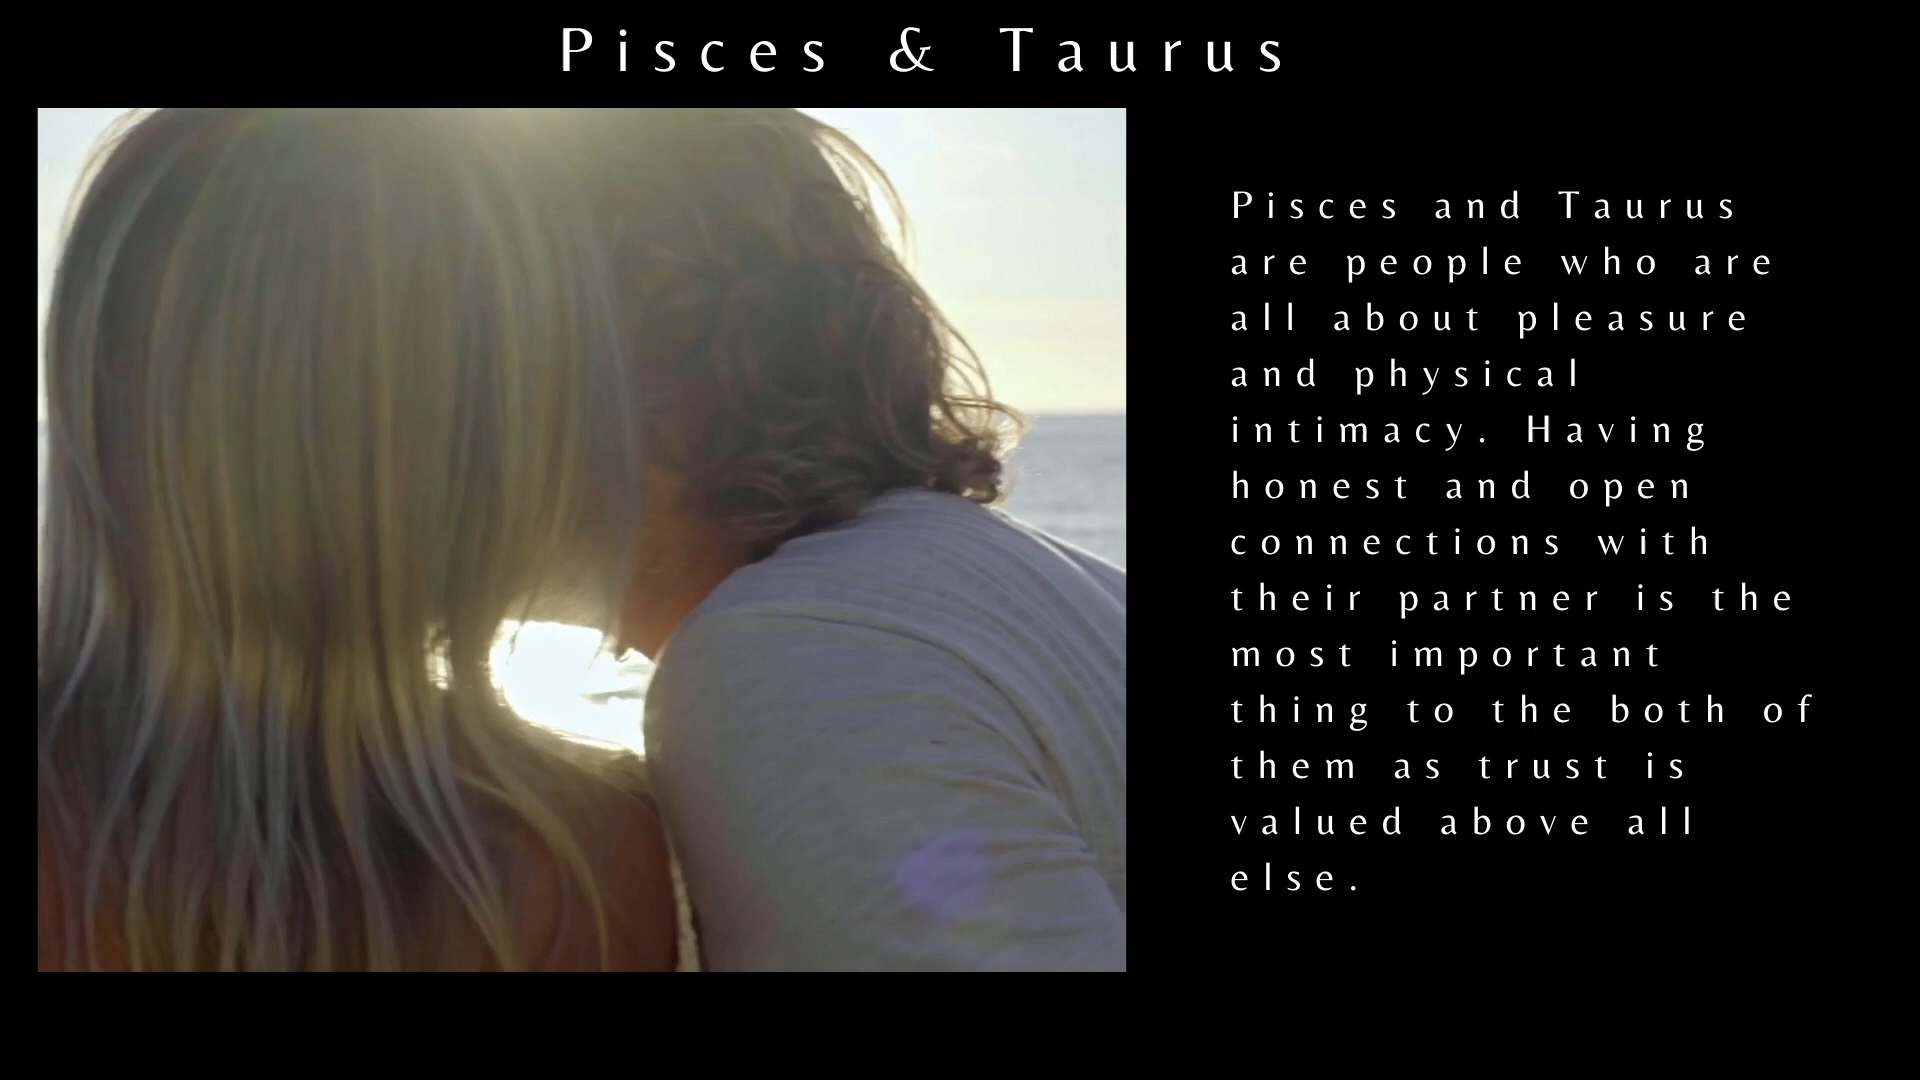 Pisces & Taurus
Pisces and Taurus
are people who are
all about pleasure
and physical
intimacy. Having
honest and open
connections with
their partner is the
most important
thing to the both of
them as trust is
valued above all
else.